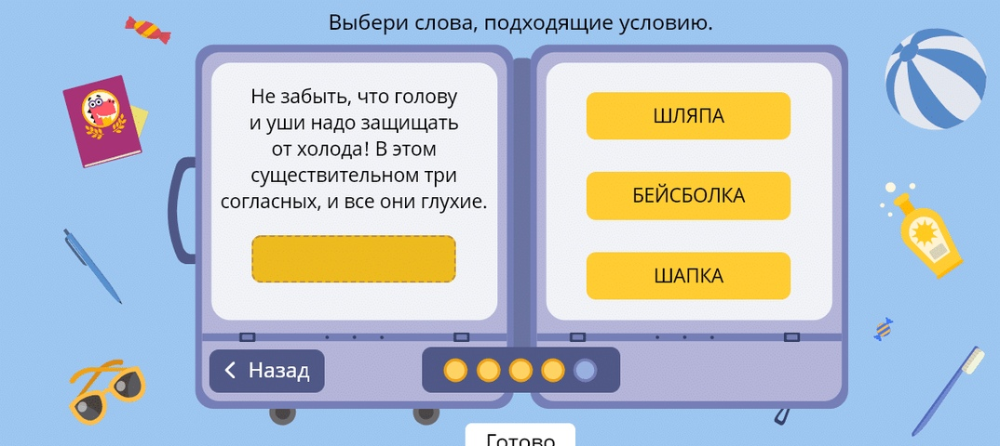 Выбери слова, подходящие условию.
Не забыть, что голову
и уши надо защищать
от холода! В этом
существительном три
согласных, и все они глухие.
ШЛЯПА
БЕЙСБОЛКА
ШАПКА
Назад
Готово